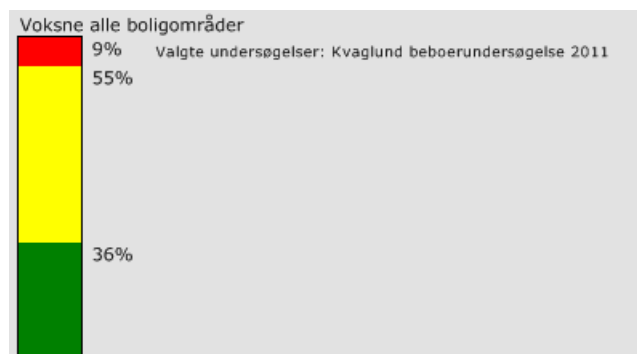 Voksne alle boligområder
9% Valgte undersøgelser: Kvaglund beboerundersøgelse 2011
55%
36%